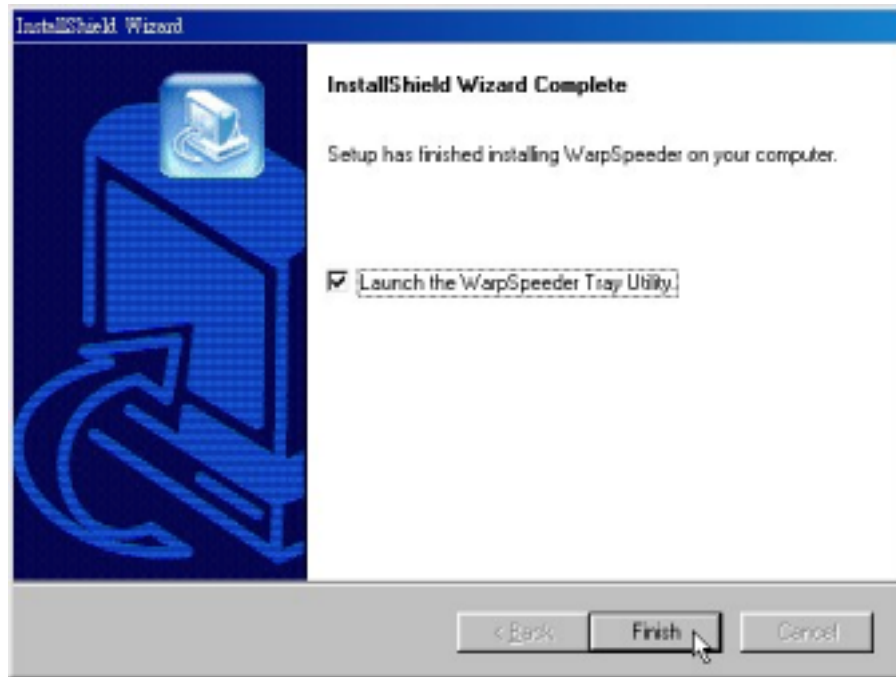 InstallShield Wizard
InstallShield Wizard Complete
Setup has finished installing WarpSpeeder on your computer.
Launch the WarpSpeeder Tray Utility.
< Back
Finish
Cancel